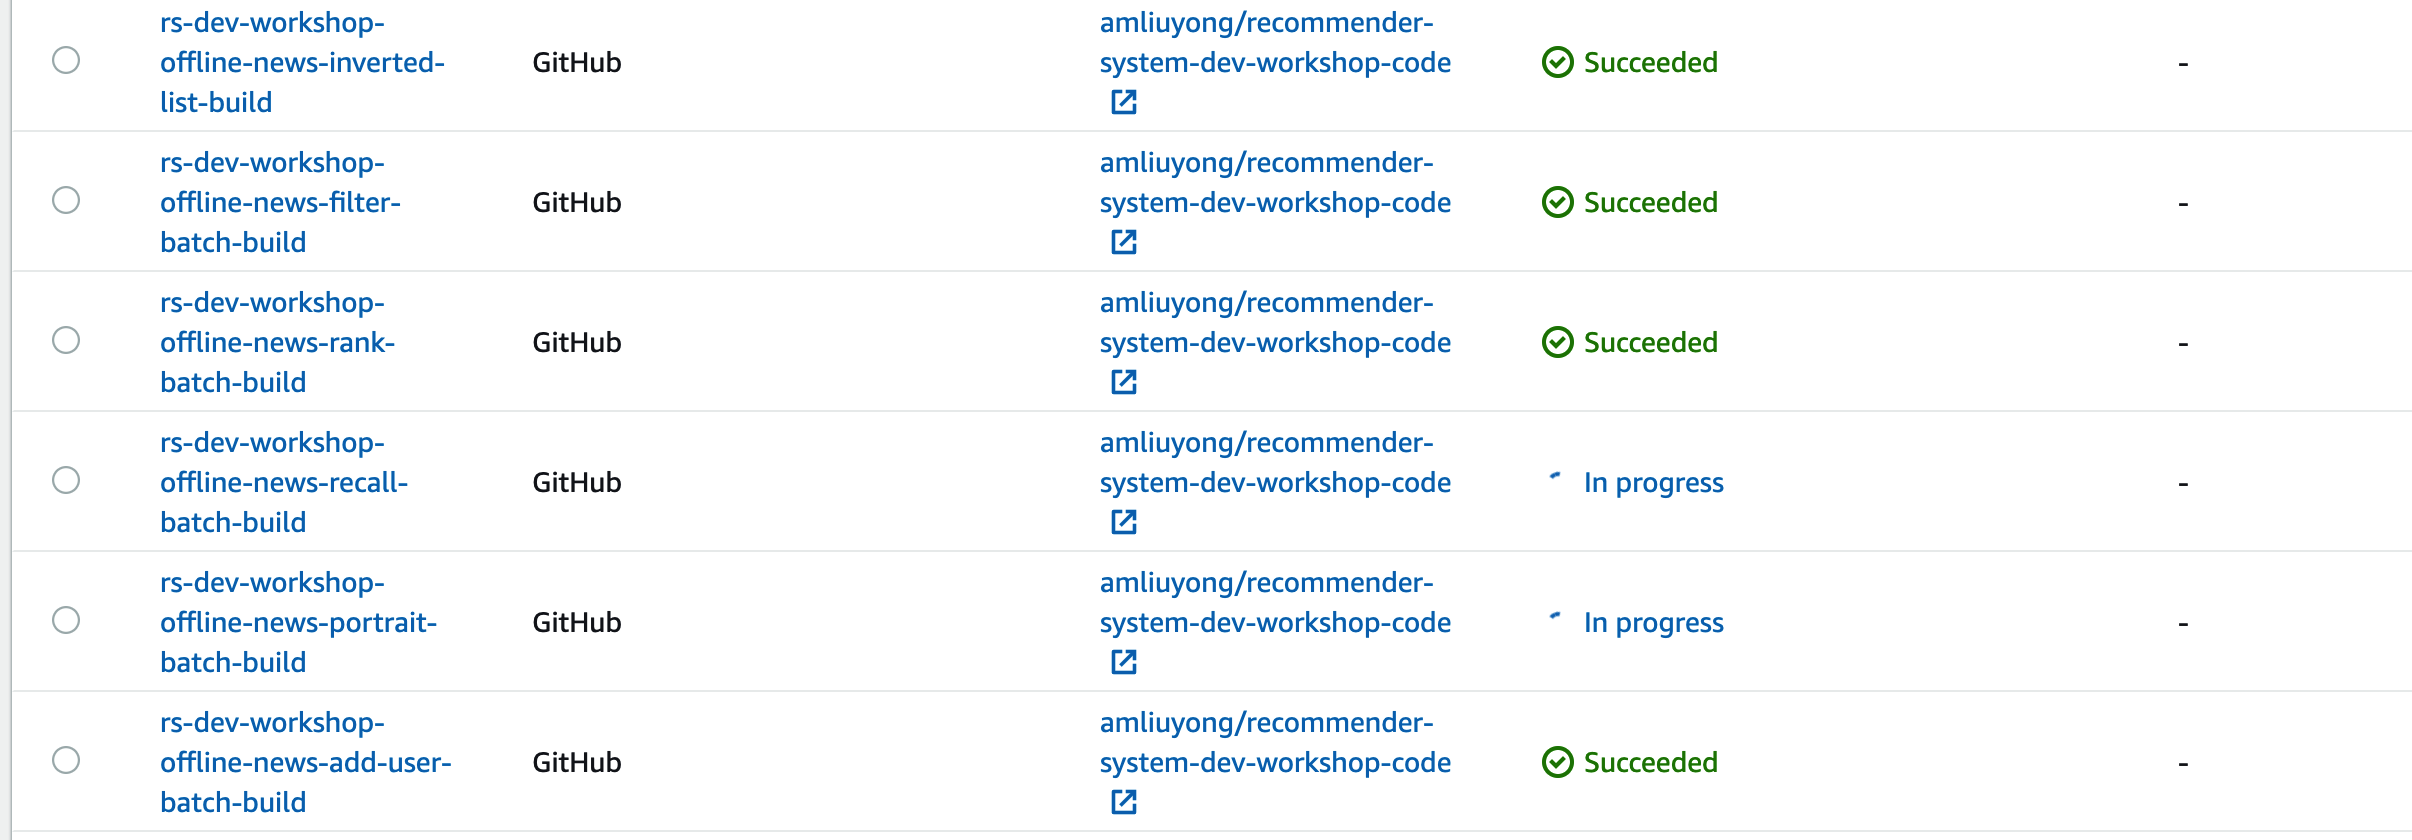 rs-dev-workshop-
offline-news-inverted-
list-build
GitHub
amliuyong/recommender-
system-dev-workshop-code
Succeeded
-
rs-dev-workshop-
offline-news-filter-
batch-build
GitHub
amliuyong/recommender-
system-dev-workshop-code
Succeeded
-
rs-dev-workshop-
offline-news-rank-
batch-build
GitHub
amliuyong/recommender-
system-dev-workshop-code
Succeeded
-
rs-dev-workshop-
offline-news-recall-
batch-build
GitHub
amliuyong/recommender-
system-dev-workshop-code
In progress
-
rs-dev-workshop-
offline-news-portrait-
batch-build
GitHub
amliuyong/recommender-
system-dev-workshop-code
In progress
-
rs-dev-workshop-
offline-news-add-user-
batch-build
GitHub
amliuyong/recommender-
system-dev-workshop-code
Succeeded
-